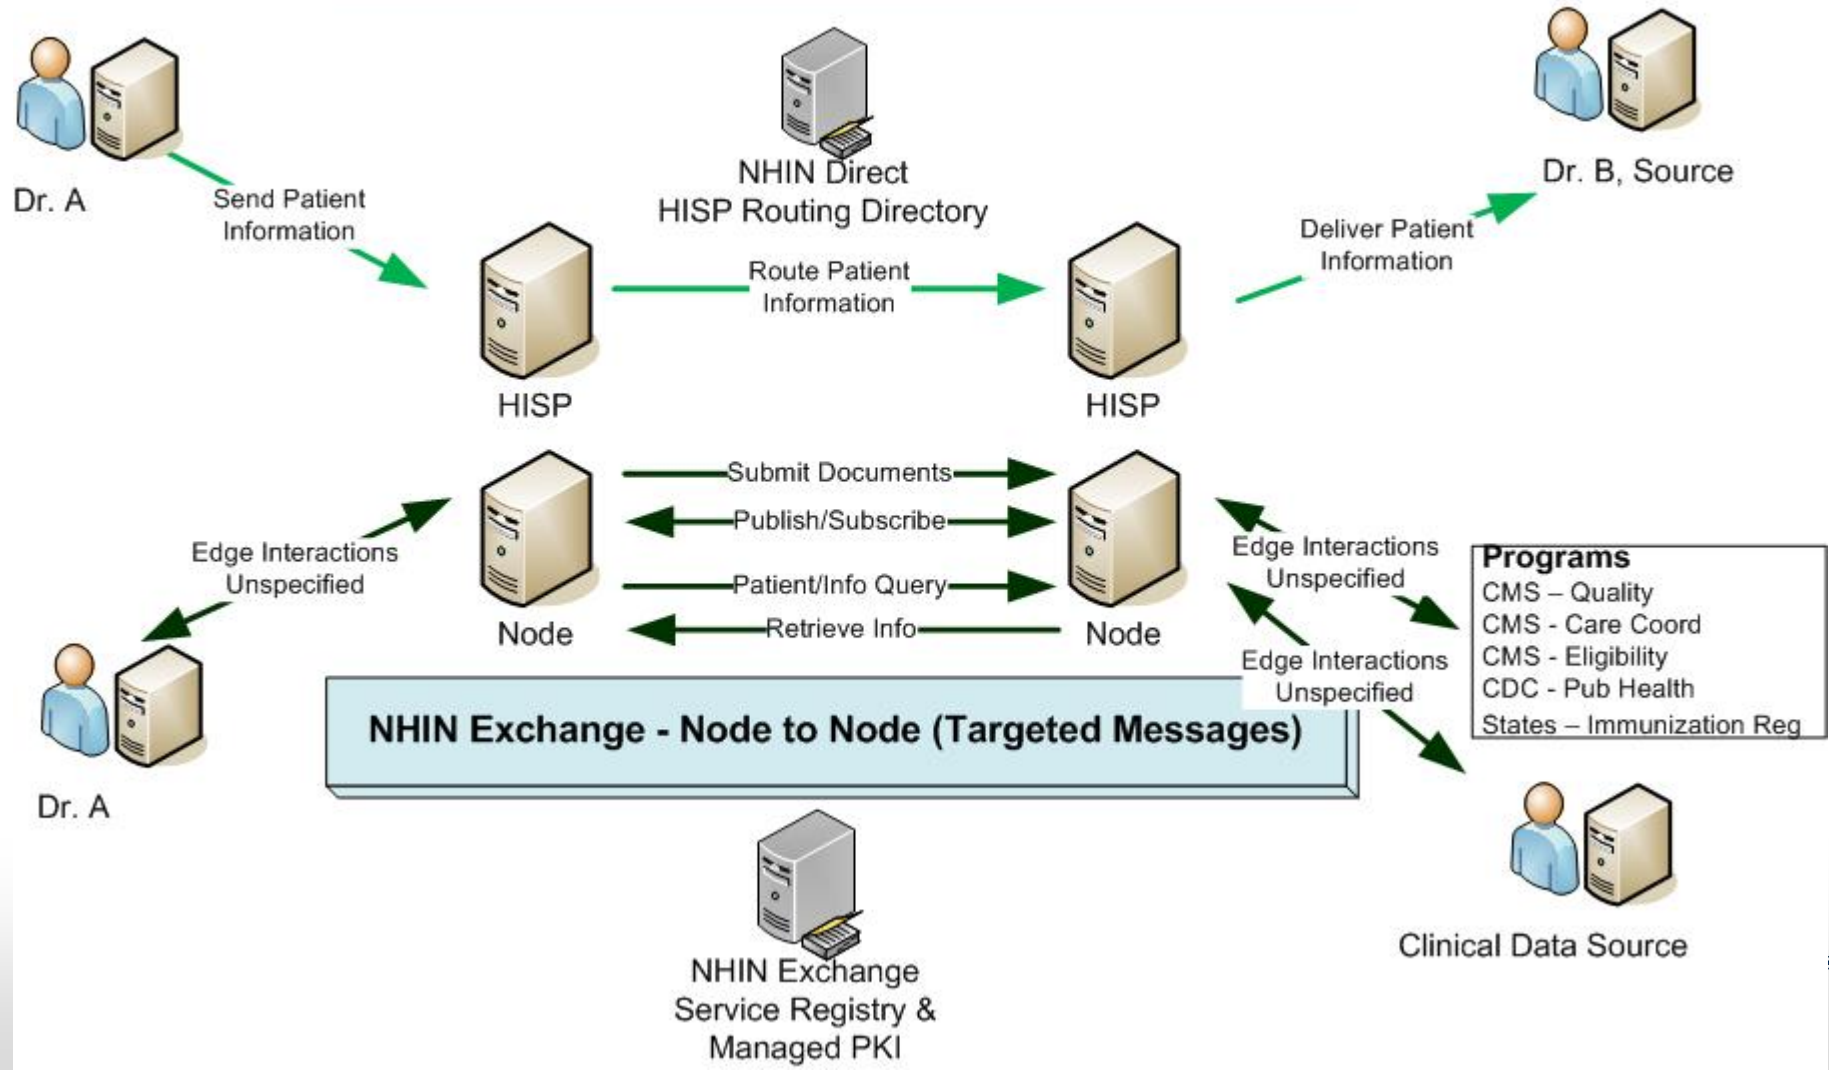 Dr. A
Send Patient
Information
NHIN Direct
HISP Routing Directory
Dr. B, Source
Deliver Patient
Information
Route Patient
Information
HISP
HISP
Submit Documents
Publish/Subscribe
Patient/Info Query
Retrieve Info
Node
Node
Edge Interactions
Unspecified
Dr. A
Edge Interactions
Unspecified
Edge Interactions
Unspecified
Programs
CMS – Quality
CMS - Care Coord
CMS - Eligibility
CDC - Pub Health
States – Immunization Reg
NHIN Exchange - Node to Node (Targeted Messages)
Clinical Data Source
NHIN Exchange
Service Registry &
Managed PKI